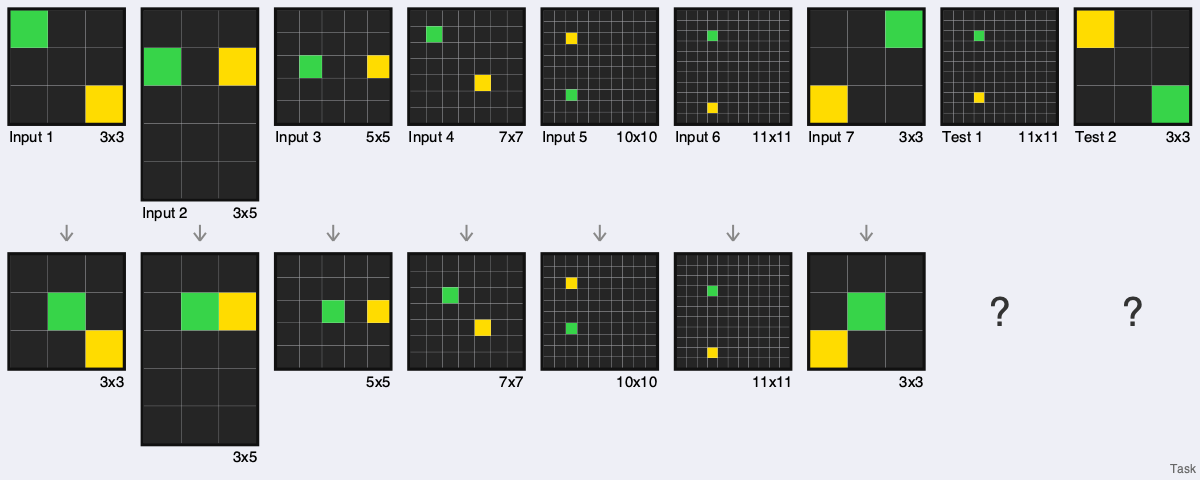 Input 1 3x3
Input 2 3x5
Input 3 5x5
Input 4 7x7
Input 5 10x10
Input 6 11x11
Input 7 3x3
Test 1 11x11
Test 2 3x3
3x3
3x5
5x5
7x7
10x10
11x11
3x3
?
?
Task